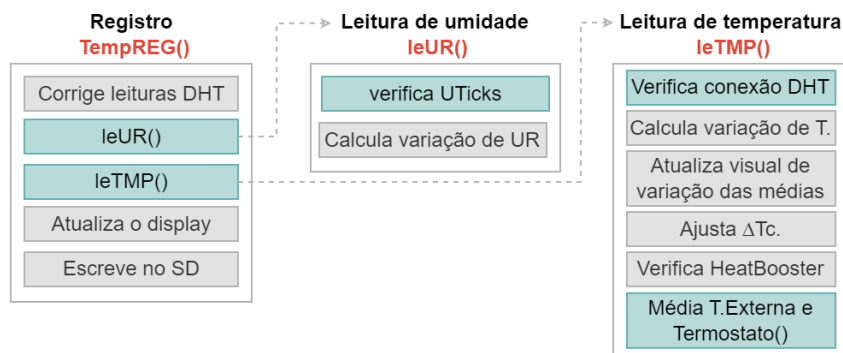 Registro
TempREG()
Corrige leituras DHT
leUR()
leTMP()
Atualiza o display
Escreve no SD
Leitura de umidade
leUR()
verifica UTicks
Calcula variação de UR
Leitura de temperatura
leTMP()
Verifica conexão DHT
Calcula variação de T.
Atualiza visual de
variação das médias
Ajusta ΔTc.
Verifica HeatBooster
Média T.Externa e
Termostato()